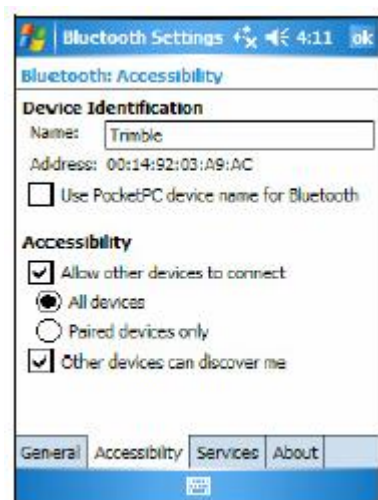 Bluetooth Settings 4:11 ok
Bluetooth: Accessibility
Device Identification
Name: Trimble
Address: 00:14:92:03:A9:AC
Use PocketPC device name for Bluetooth
Accessibility
Allow other devices to connect
All devices
Paired devices only
Other devices can discover me
General Accessibility Services About